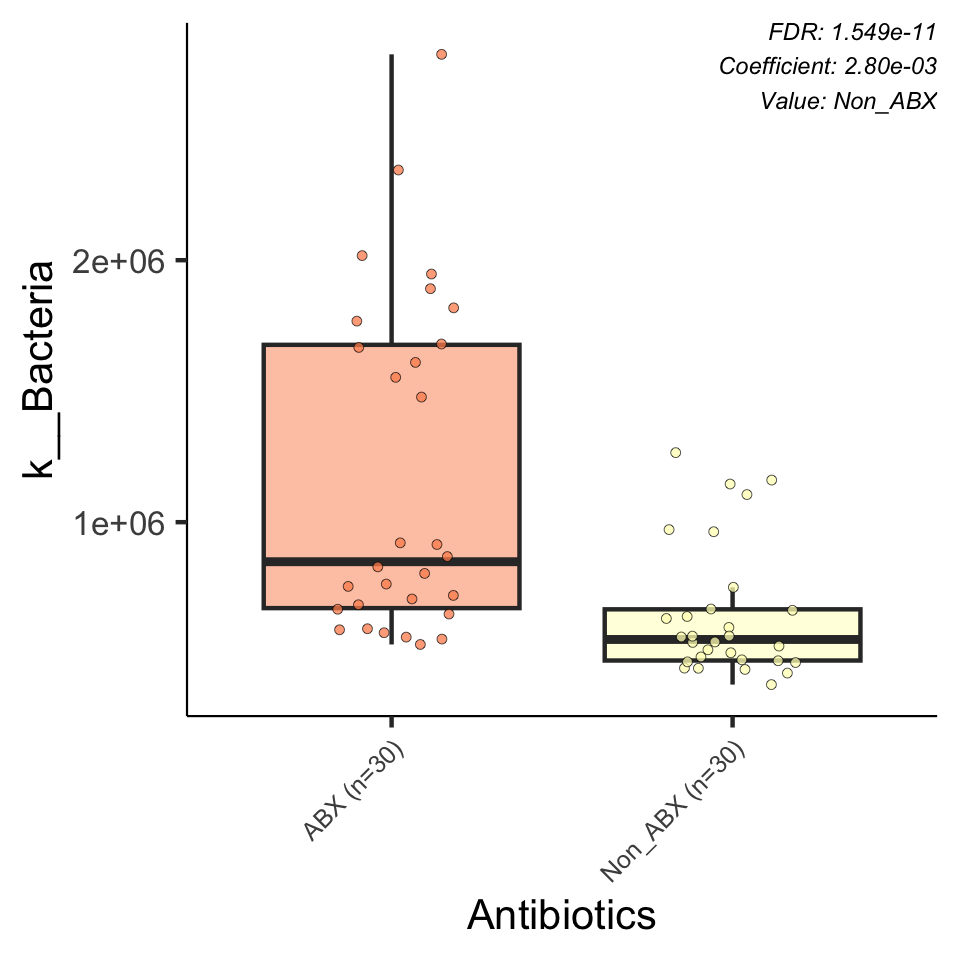 FDR: 1.549e-11
Coefficient: 2.80e-03
Value: Non_ABX
k__Bacteria
2e+06
1e+06
ABX (n=30)
Non_ABX (n=30)
Antibiotics